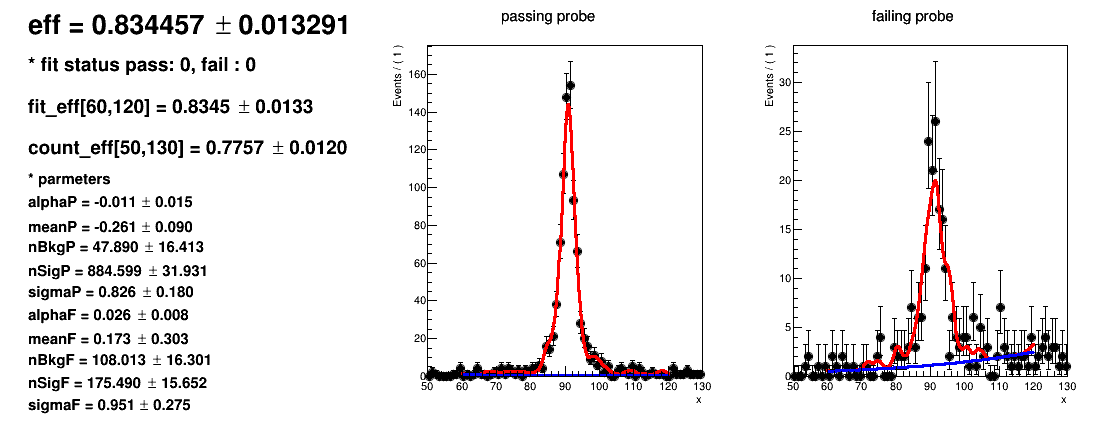 eff = 0.834457 ± 0.013291
* fit status pass: 0, fail : 0
fit_eff[60,120] = 0.8345 ± 0.0133
count_eff[50,130] = 0.7757 ± 0.0120
* parmeters
alphaP = -0.011 ± 0.015
meanP = -0.261 ± 0.090
nBkgP = 47.890 ± 16.413
nSigP = 884.599 ± 31.931
sigmaP = 0.826 ± 0.180
alphaF = 0.026 ± 0.008
meanF = 0.173 ± 0.303
nBkgF = 108.013 ± 16.301
nSigF = 175.490 ± 15.652
sigmaF = 0.951 ± 0.275
passing probe
Events / ( 1 )
160
140
120
100
80
60
40
20
0
50 60 70 80 90 100 110 120 130
x
failing probe
Events / ( 1 )
30
25
20
15
10
5
0
50 60 70 80 90 100 110 120 130
x